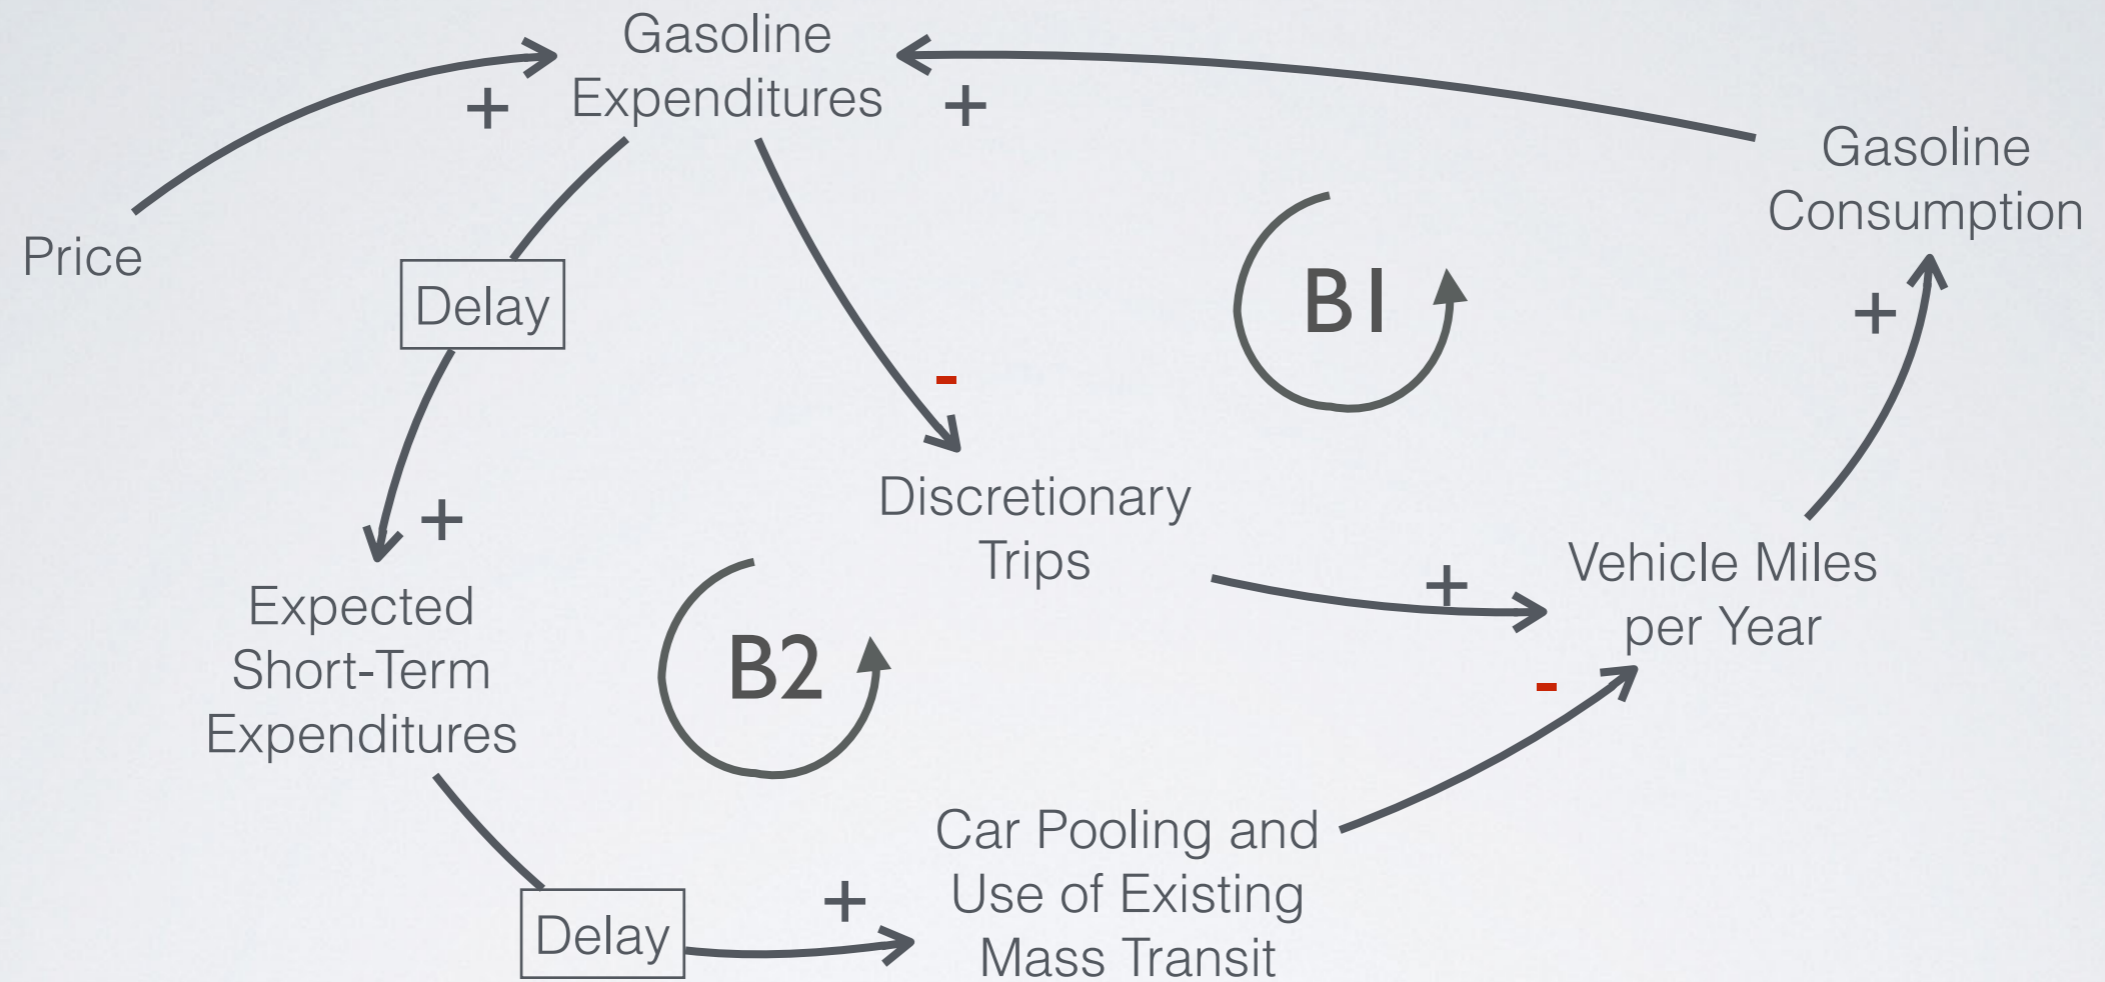 Gasoline
Expenditures
+
+
Gasoline
Consumption
Price
Delay
B1
+
-
Discretionary
Trips
+
Expected
Short-Term
Expenditures
B2
+
Vehicle Miles
per Year
-
Car Pooling and
Use of Existing
Mass Transit
+
Delay